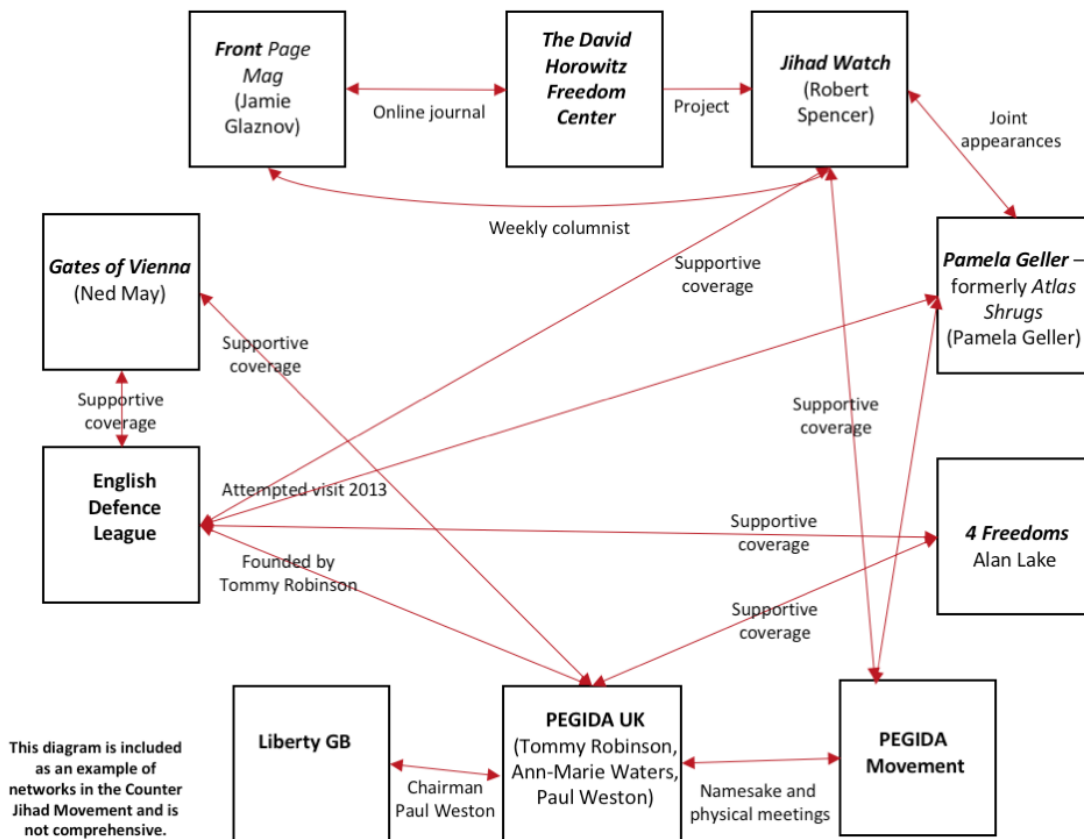 Front Page
Mag
(Jamie
Glaznov)
Online journal
The David
Horowitz
Freedom
Center
Project
Jihad Watch
(Robert
Spencer)
Joint
appearances
Weekly columnist
Gates of Vienna
(Ned May)
Supportive
coverage
Pamela Geller –
formerly Atlas
Shrugs
(Pamela Geller)
Supportive
coverage
Supportive
coverage
Supportive
coverage
English
Defence
League
Attempted visit 2013
Supportive
coverage
4 Freedoms
Alan Lake
Founded by
Tommy Robinson
Supportive
coverage
This diagram is included
as an example of
networks in the Counter
Jihad Movement and is
not comprehensive.
Liberty GB
Chairman
Paul Weston
PEGIDA UK
(Tommy Robinson,
Ann-Marie Waters,
Paul Weston)
Namesake and
physical meetings
PEGIDA
Movement